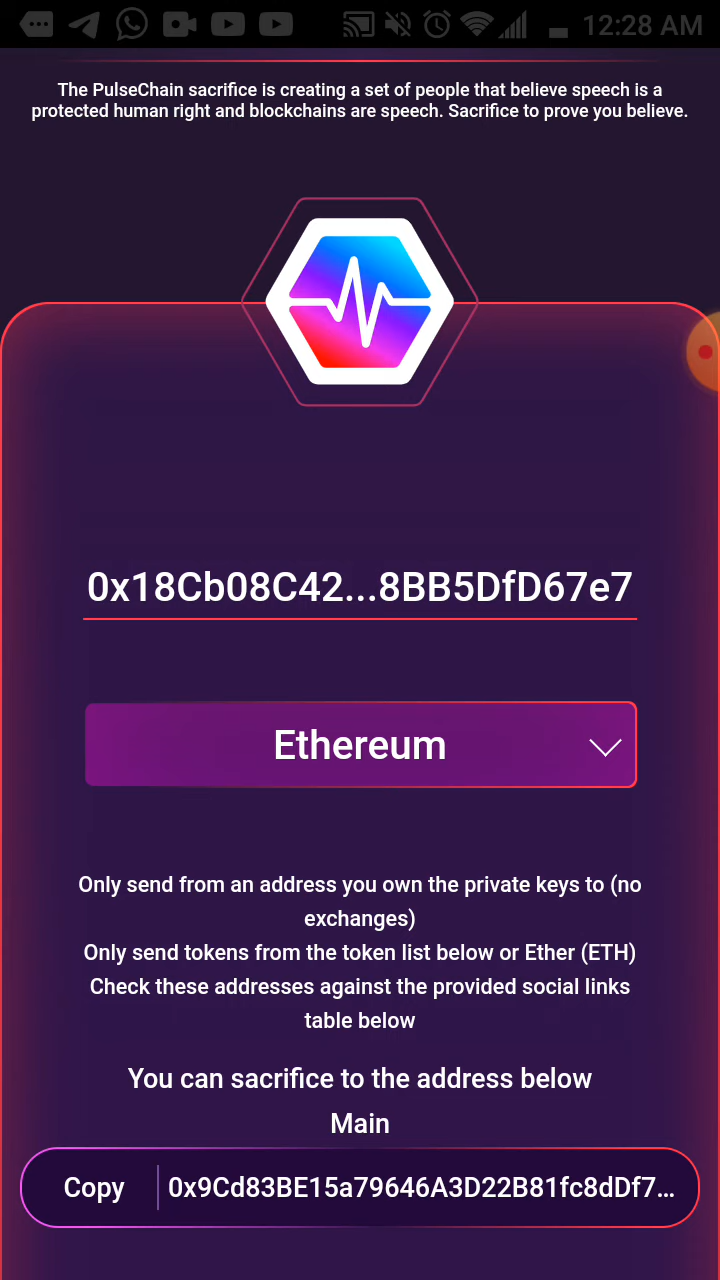 12:28 AM
The PulseChain sacrifice is creating a set of people that believe speech is a
protected human right and blockchains are speech. Sacrifice to prove you believe.
0x18Cb08C42...8BB5DfD67e7
Ethereum
Only send from an address you own the private keys to (no
exchanges)
Only send tokens from the token list below or Ether (ETH)
Check these addresses against the provided social links
table below
You can sacrifice to the address below
Main
Copy 0x9Cd83BE15a79646A3D22B81fc8dDf7...